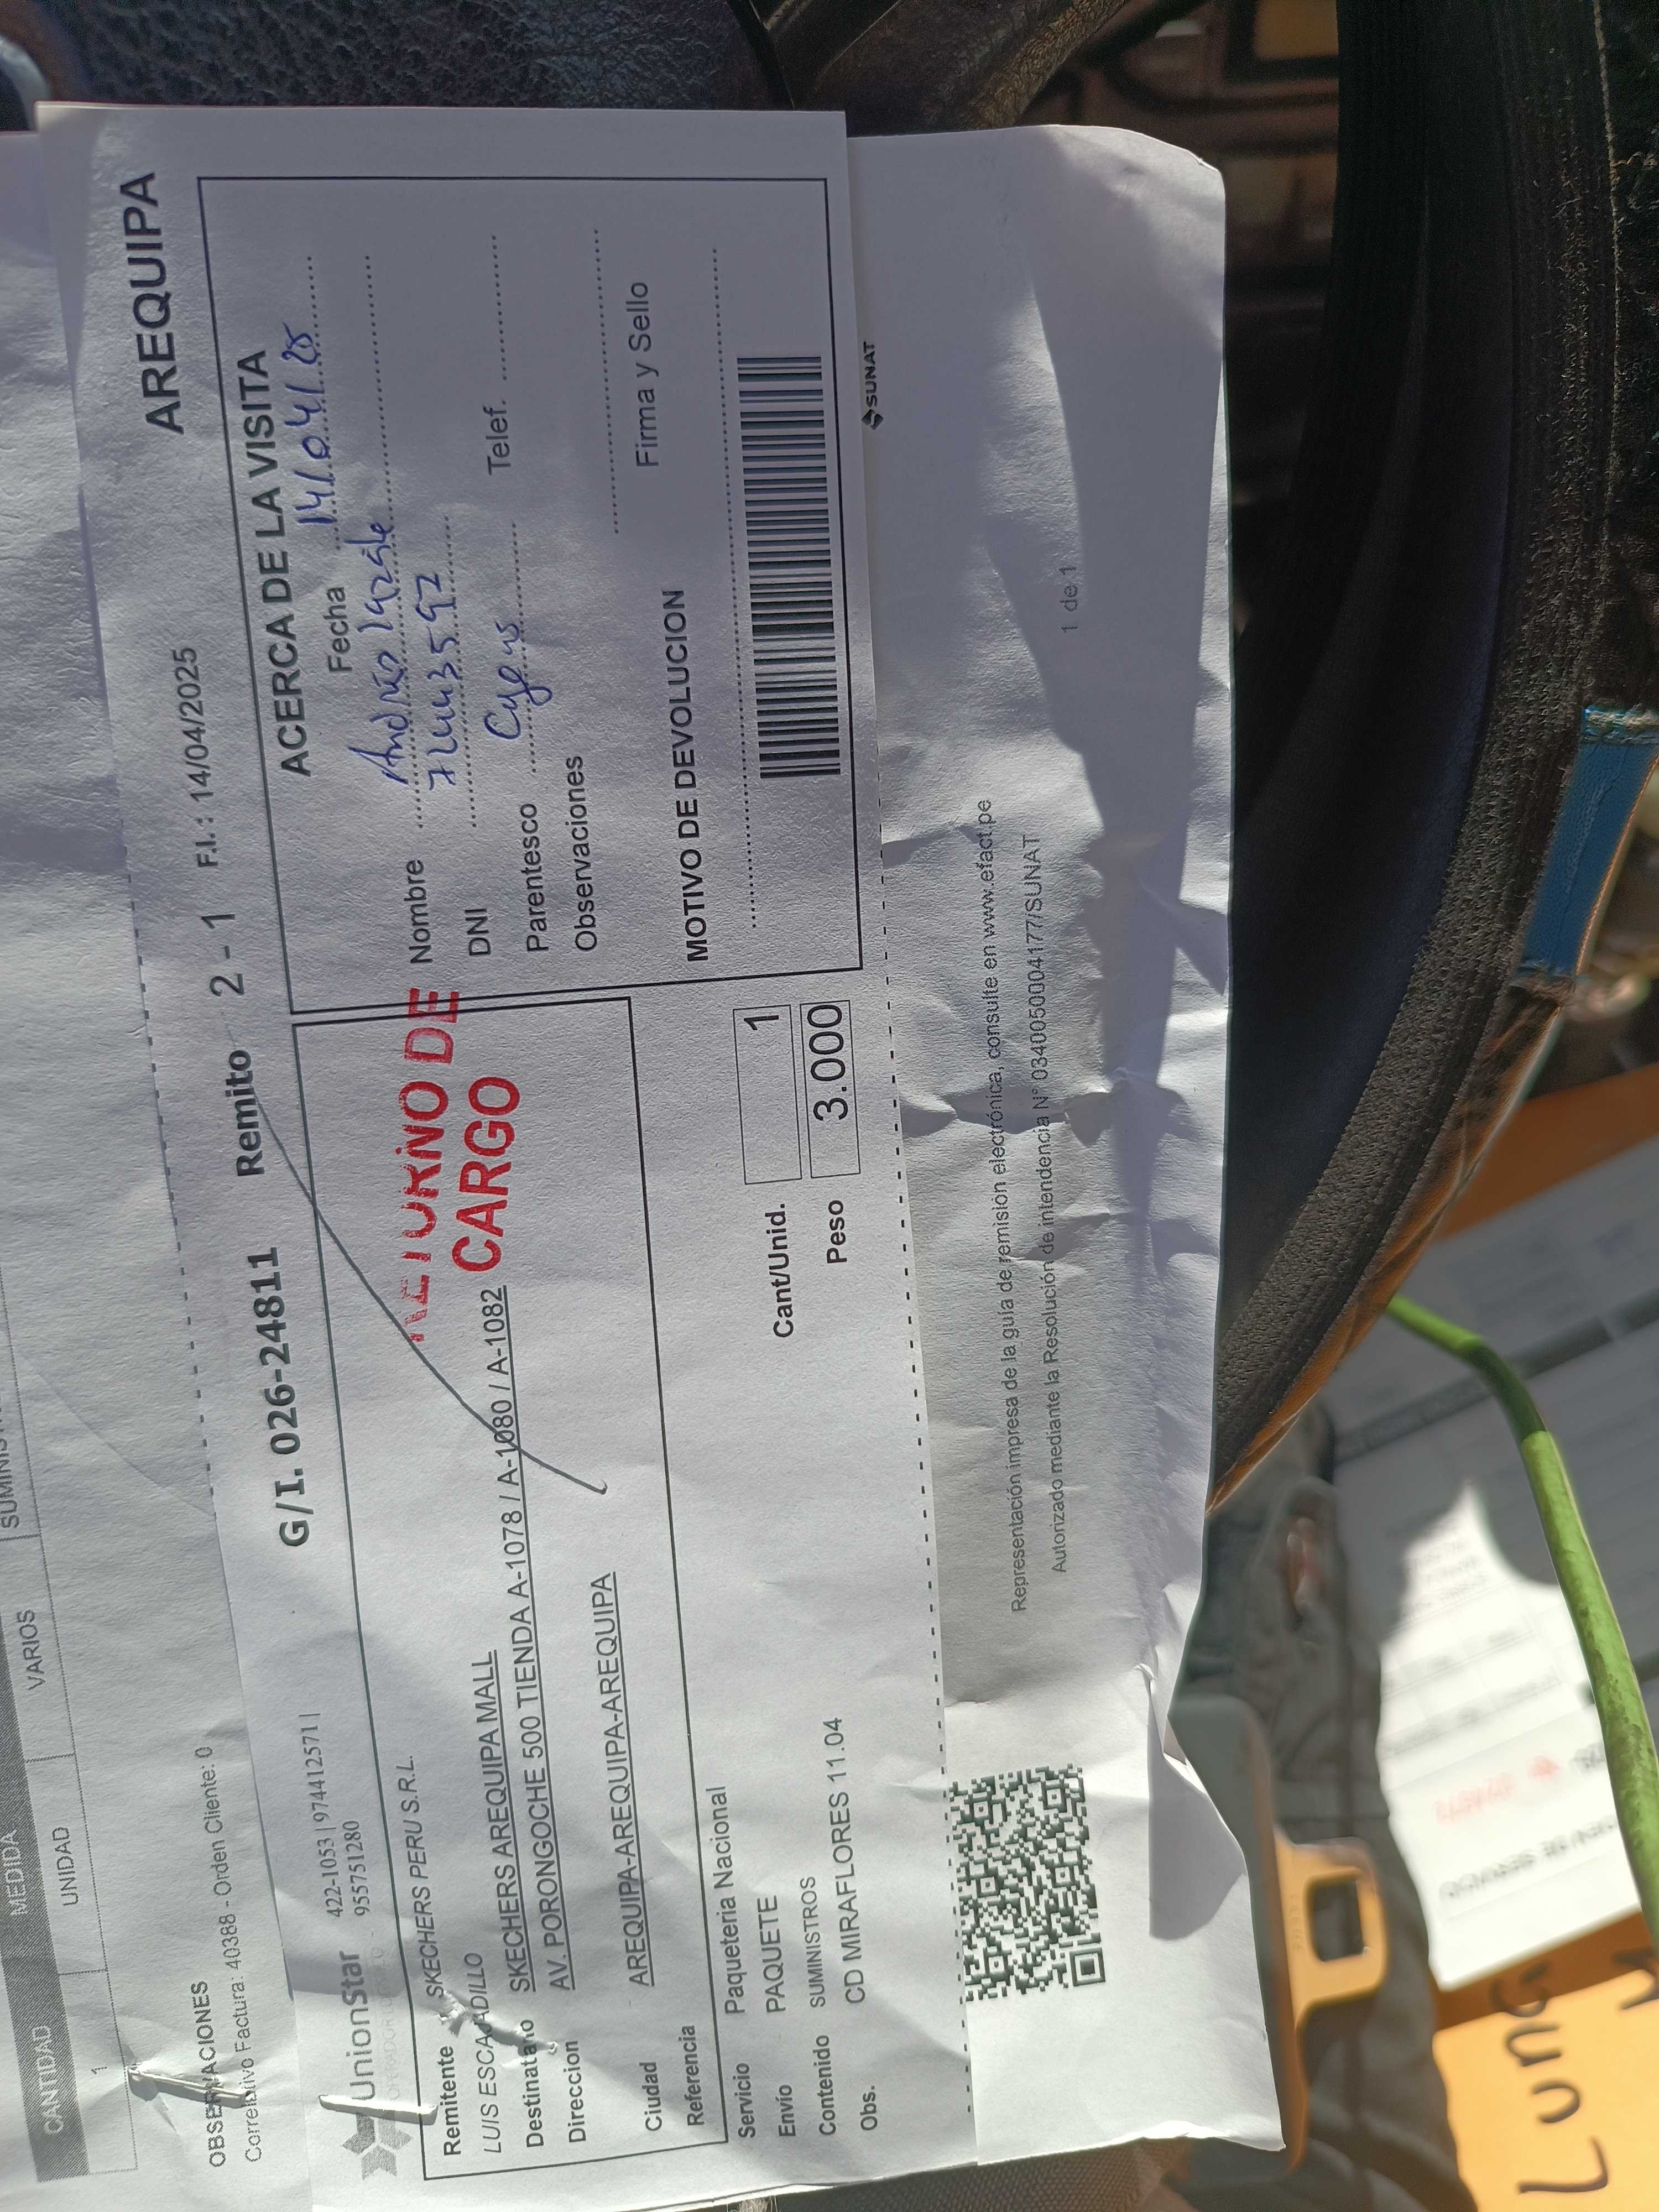 CANTIDAD MEDIDA
1 UNIDAD VARIOS
OBSERVACIONES
Correlativo Factura: 40388 - Orden Cliente: 0
AREQUIPA
G/I. 026-24811 Remito 2 - 1 F.I. : 14/04/2025
Unionstar
422-1053 | 974412571 |
955751280
Remitente SKECHERS PERU S.R.L.
LUIS ESCAJADILLO
Destinatario SKECHERS AREQUIPA MALL
Direccion AV. PORONGOCHE 500 TIENDA A-1078 / A-1080 / A-1082
Ciudad AREQUIPA-AREQUIPA-AREQUIPA
Referencia
RETORNO DE
CARGO
Servicio Paqueteria Nacional
Envío PAQUETE
Contenido SUMINISTROS
Obs. CD MIRAFLORES 11.04
Cant/Unid. 1
Peso 3.000
ACERCA DE LA VISITA
Fecha 14/04/25
Nombre
DNI
Parentesco
Telef.
Observaciones
Firma y Sello
MOTIVO DE DEVOLUCION
SUNAT
Representación impresa de la guía de remisión electrónica, consulte en www.efact.pe
Autorizado mediante la Resolución de intendencia N° 0340050004177/SUNAT
1 de 1